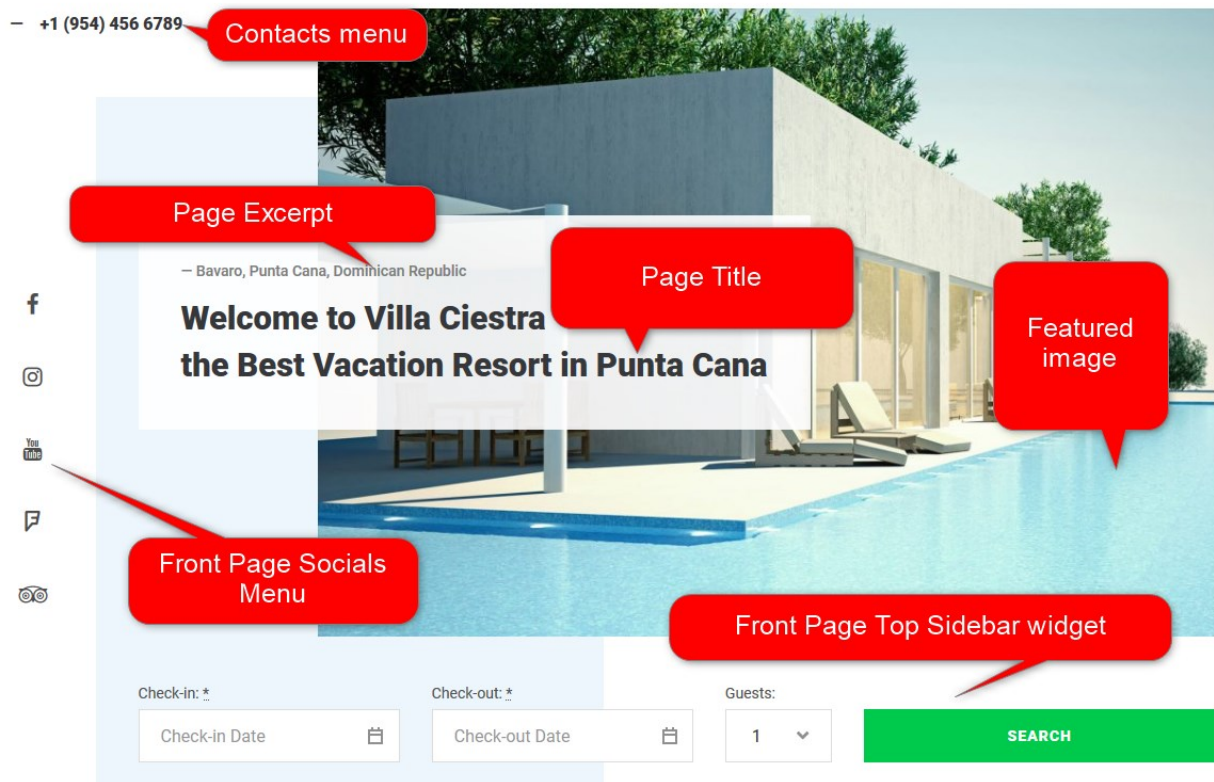 — +1 (954) 456 6789
Contacts menu
Page Excerpt
— Bavaro, Punta Cana, Dominican Republic
Page Title
Welcome to Villa Ciestra
the Best Vacation Resort in Punta Cana
Featured
image
You
Tube
Front Page Socials
Menu
Front Page Top Sidebar widget
Check-in: *
Check-out: *
Guests:
Check-in Date
Check-out Date
1
SEARCH